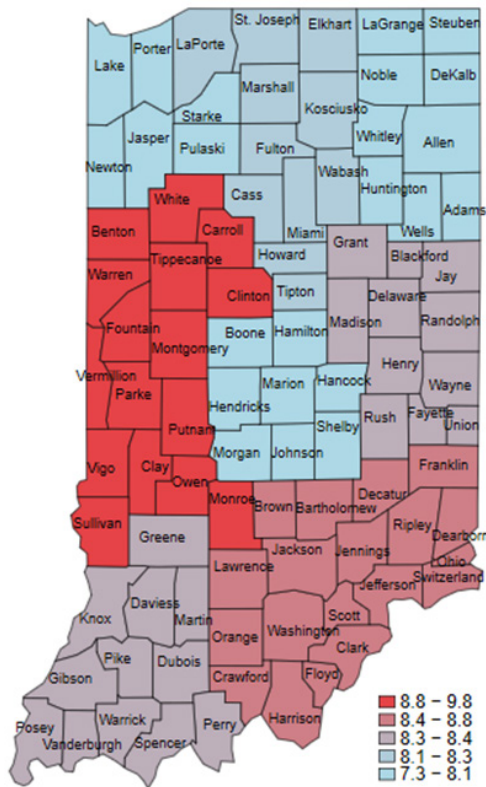 St. Joseph Elkhart LaGrange Steuben
Lake Porter LaPorte
Marshall Noble DeKalb
Kosciusko
Starke
Newton Jasper Pulaski Fulton Whitley Allen
Wabash
White Cass Huntington
Benton Carroll Miami Wells Adams
Grant
Tippecanoe Howard Blackford
Warren Jay
Clinton Tipton Delaware
Fountain Madison Randolph
Montgomery Boone Hamilton
Vermillion Henry
Parke Hendricks Marion Hancock Wayne
Putnam Shelby Rush Fayette
Union
Vigo Clay Morgan Johnson
Owen Franklin
Sullivan Monroe Brown Bartholomew Decatur
Greene Ripley Dearborn
Lawrence Jackson Jennings Ohio
Knox Daviess Martin Jefferson Switzerland
Orange Washington Scott
Gibson Pike Dubois Clark
Crawford Floyd
Posey Warrick Perry Harrison
Vanderburgh Spencer
8.8 – 9.8
8.4 – 8.8
8.3 – 8.4
8.1 – 8.3
7.3 – 8.1